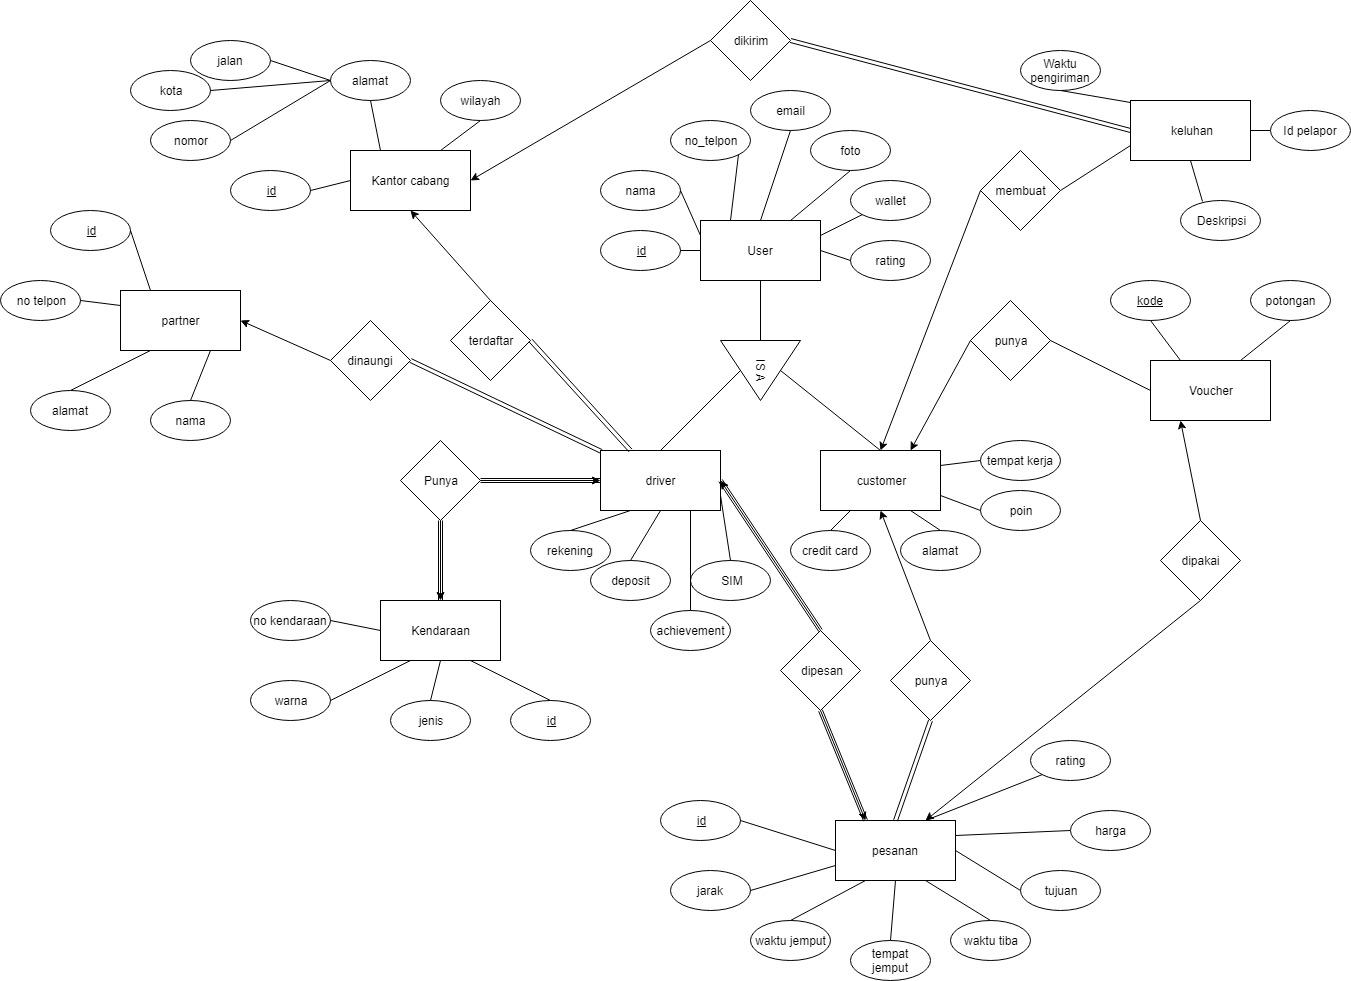 dikirim
jalan
kota
alamat
nomor
wilayah
id
Kantor cabang
Waktu
pengiriman
keluhan
Id pelapor
Deskripsi
membuat
email
no_telpon
foto
nama
wallet
id
User
rating
id
no telpon
partner
alamat
nama
dinaungi
terdaftar
IS A
punya
kode
potongan
Voucher
Punya
driver
customer
tempat kerja
poin
credit card
alamat
rekening
deposit
SIM
achievement
dipakai
no kendaraan
Kendaraan
warna
jenis
id
dipesan
punya
rating
id
harga
pesanan
jarak
tujuan
waktu jemput
tempat
jemput
waktu tiba